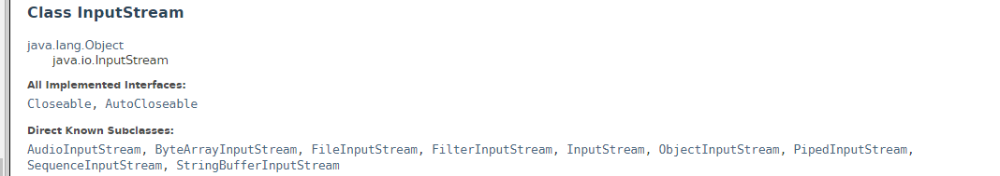 Class InputStream
java.lang.Object
java.io.InputStream
All Implemented Interfaces:
Closeable, AutoCloseable
Direct Known Subclasses:
AudioInputStream, ByteArrayInputStream, FileInputStream, FilterInputStream, InputStream, ObjectInputStream, PipedInputStream,
SequenceInputStream, StringBufferInputStream